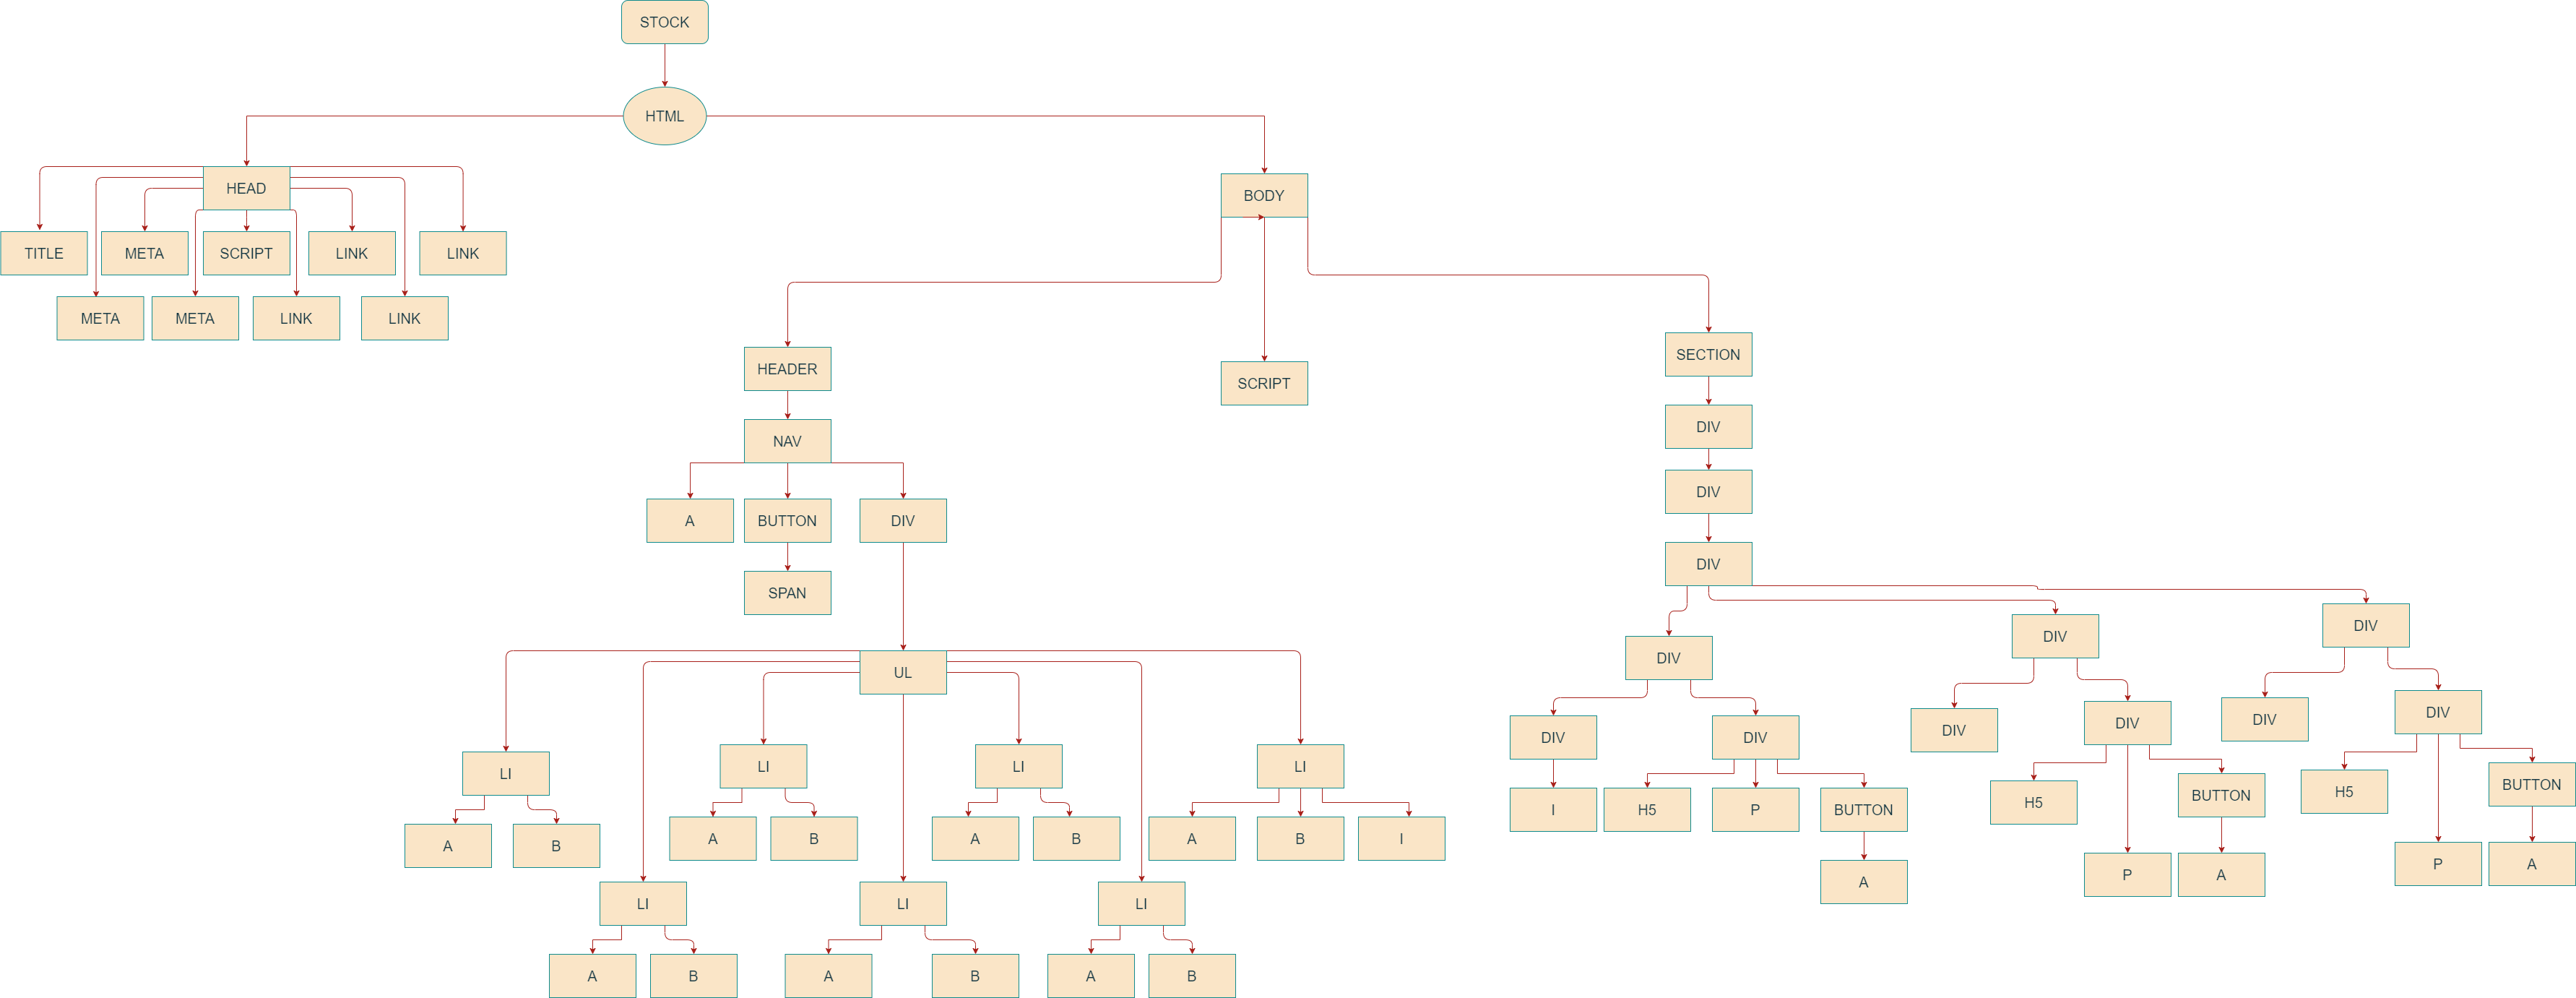 STOCK
HTML
HEAD
BODY
TITLE
META
SCRIPT
LINK
LINK
META
META
LINK
LINK
HEADER
SCRIPT
SECTION
NAV
DIV
A
BUTTON
DIV
DIV
SPAN
DIV
UL
DIV
DIV
DIV
LI
LI
LI
LI
A
B
A
B
A
B
A
B
I
LI
LI
LI
A
B
A
B
A
B
DIV
DIV
I
H5
P
BUTTON
A
DIV
DIV
H5
BUTTON
P
A
DIV
DIV
H5
BUTTON
P
A